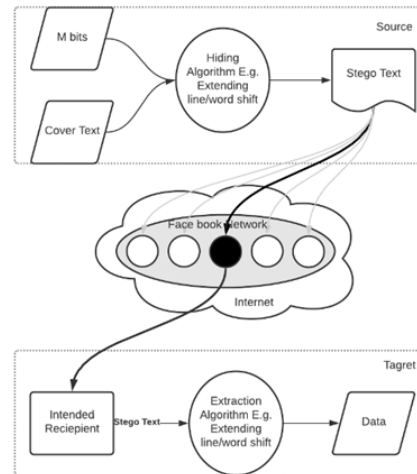 Source
M bits
Cover Text
Hiding
Algorithm E.g.
Extending
line/word shift
Stego Text
Face book Network
Internet
Tagret
Intended
Reciepient
Stego Text
Extraction
Algorithm E.g.
Extending
line/word shift
Data